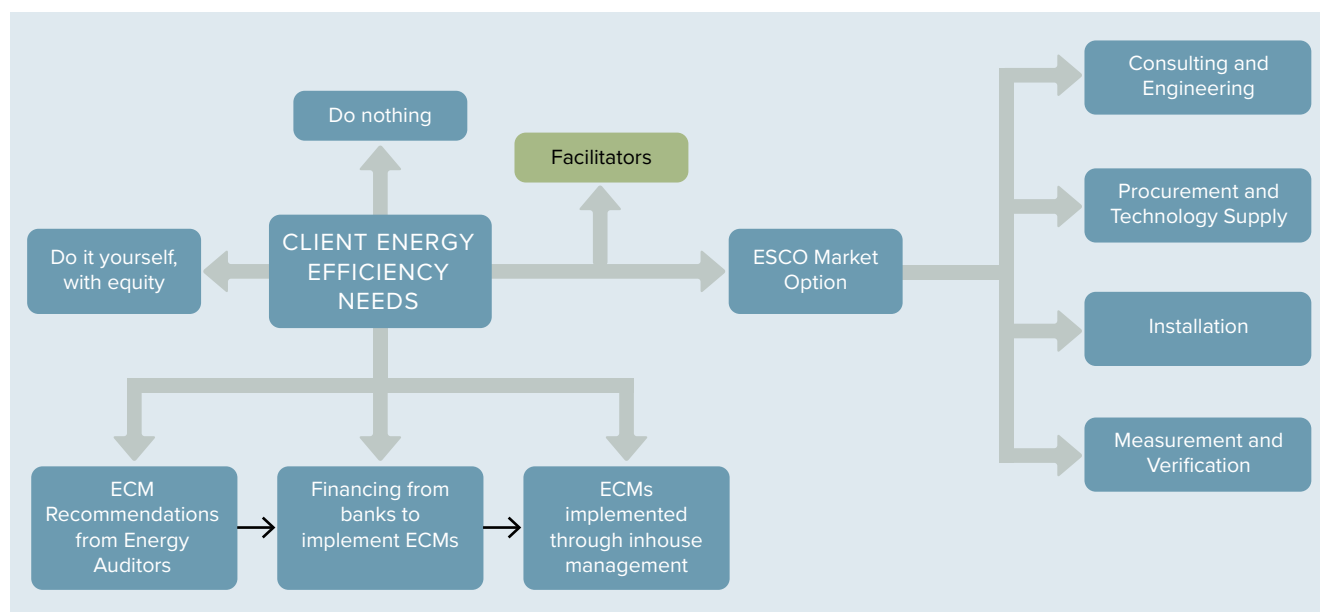 Do nothing
Facilitators
Do it yourself,
with equity
CLIENT ENERGY
EFFICIENCY
NEEDS
ESCO Market
Option
Consulting and
Engineering
Procurement and
Technology Supply
Installation
Measurement and
Verification
ECM
Recommendations
from Energy
Auditors
Financing from
banks to
implement ECMs
ECMs
implemented
through inhouse
management